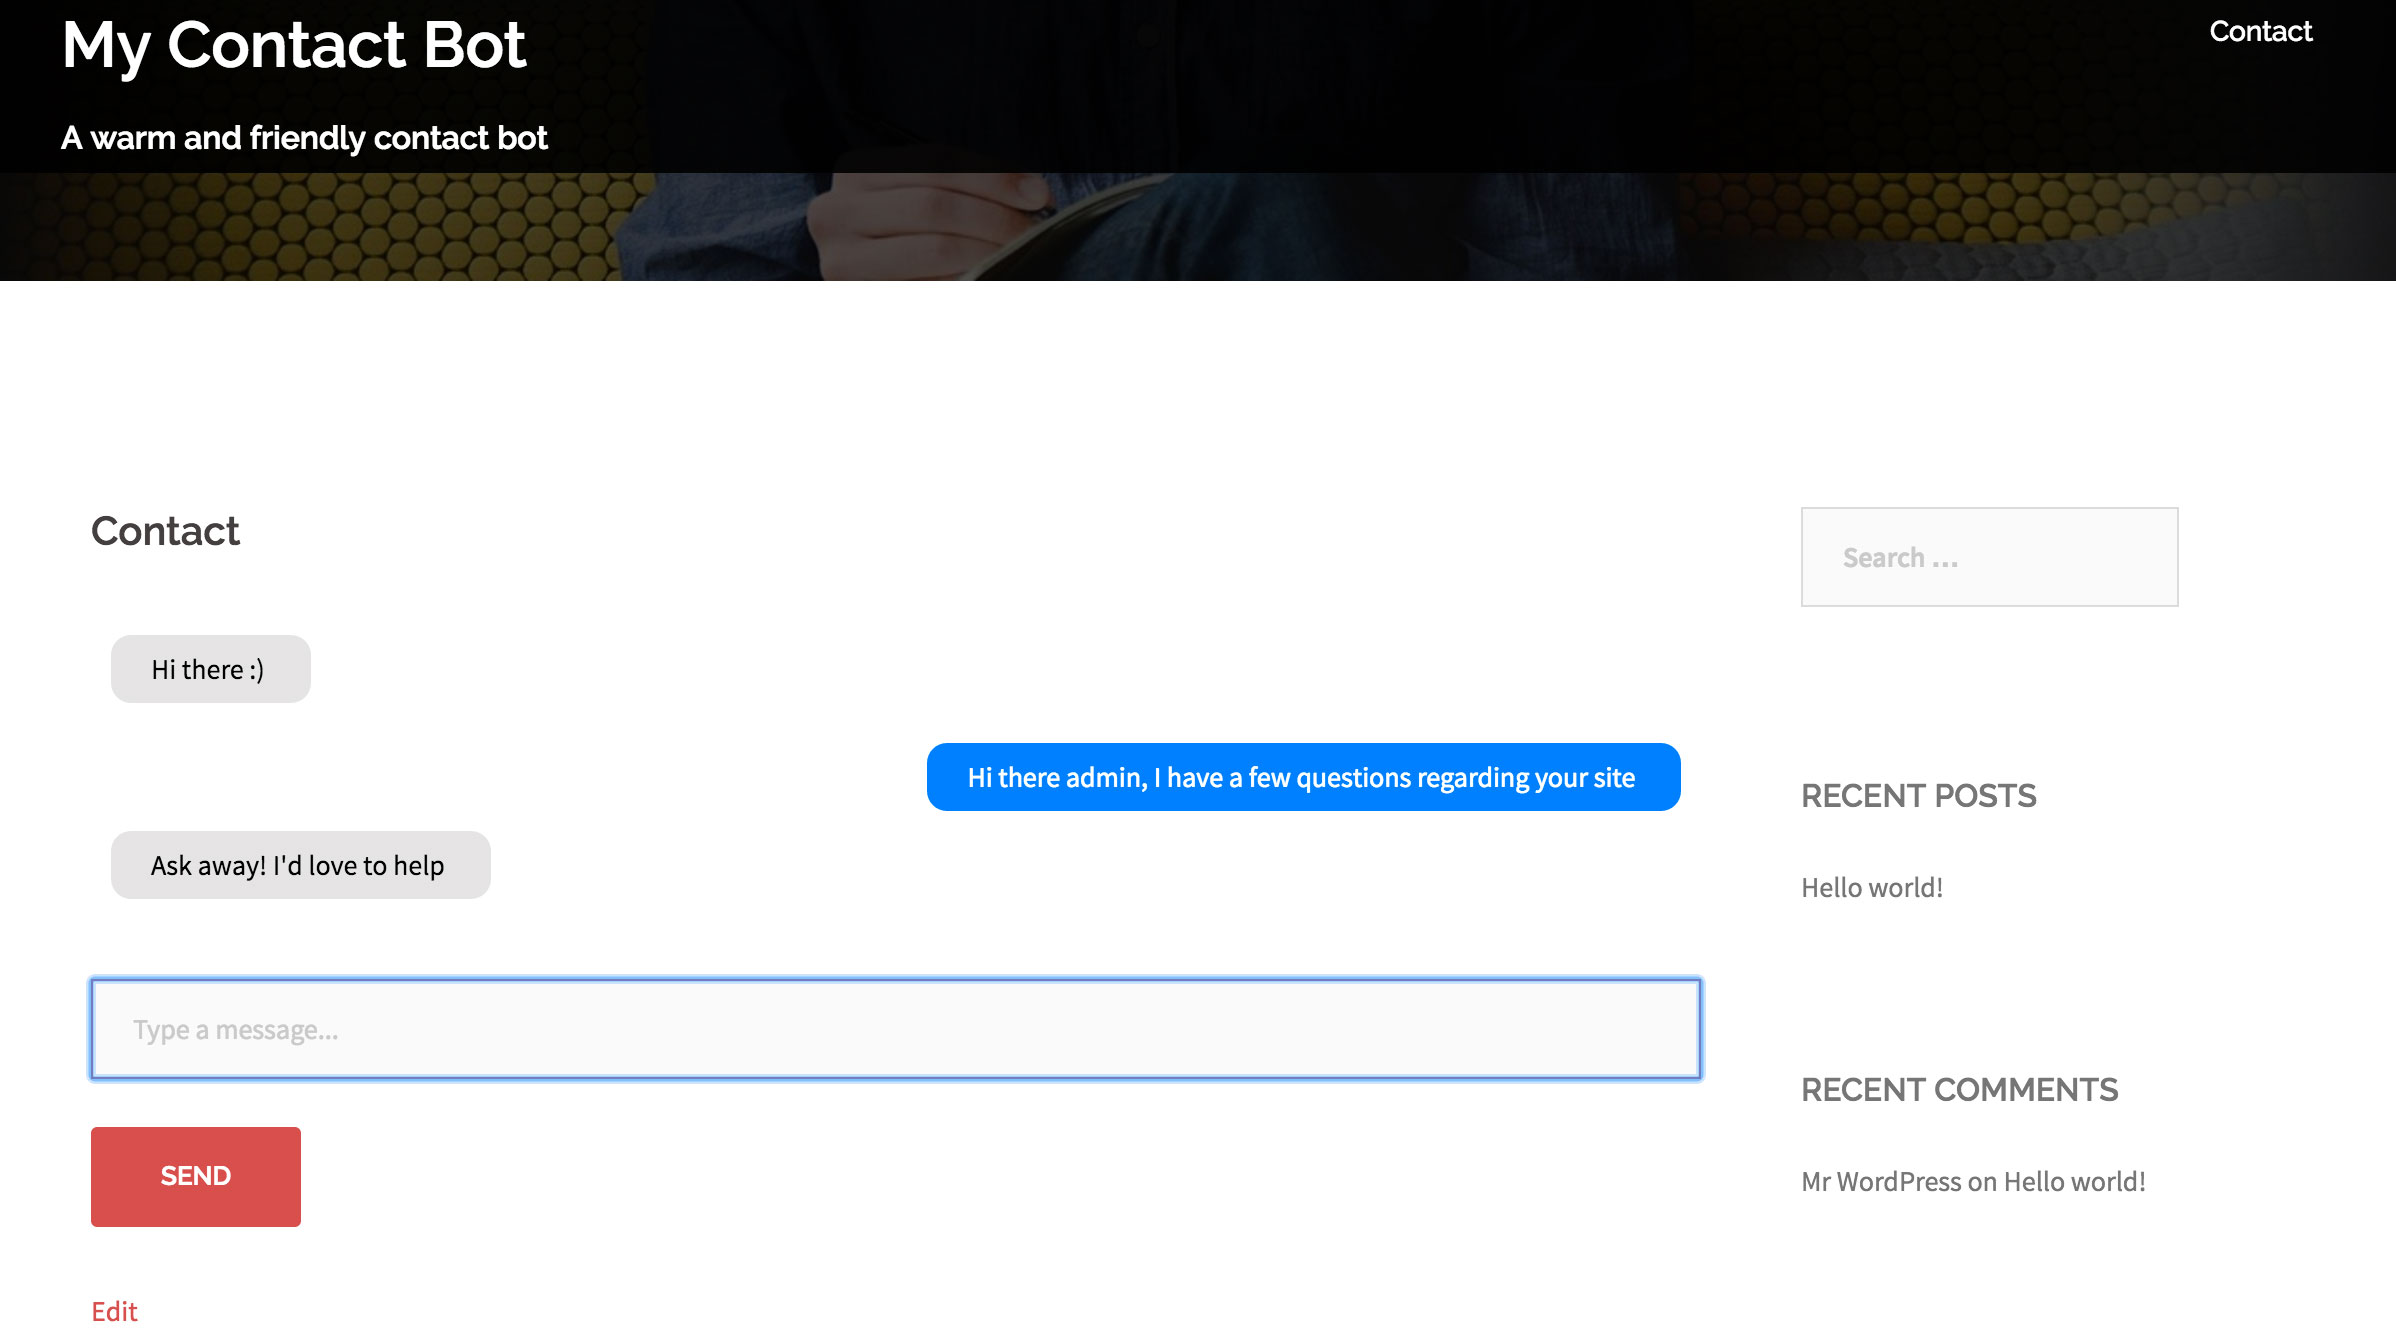 My Contact Bot
Contact
A warm and friendly contact bot
Contact
Hi there :)
Hi there admin, I have a few questions regarding your site
Ask away! I'd love to help
Type a message...
SEND
Edit
Search ...
RECENT POSTS
Hello world!
RECENT COMMENTS
Mr WordPress on Hello world!